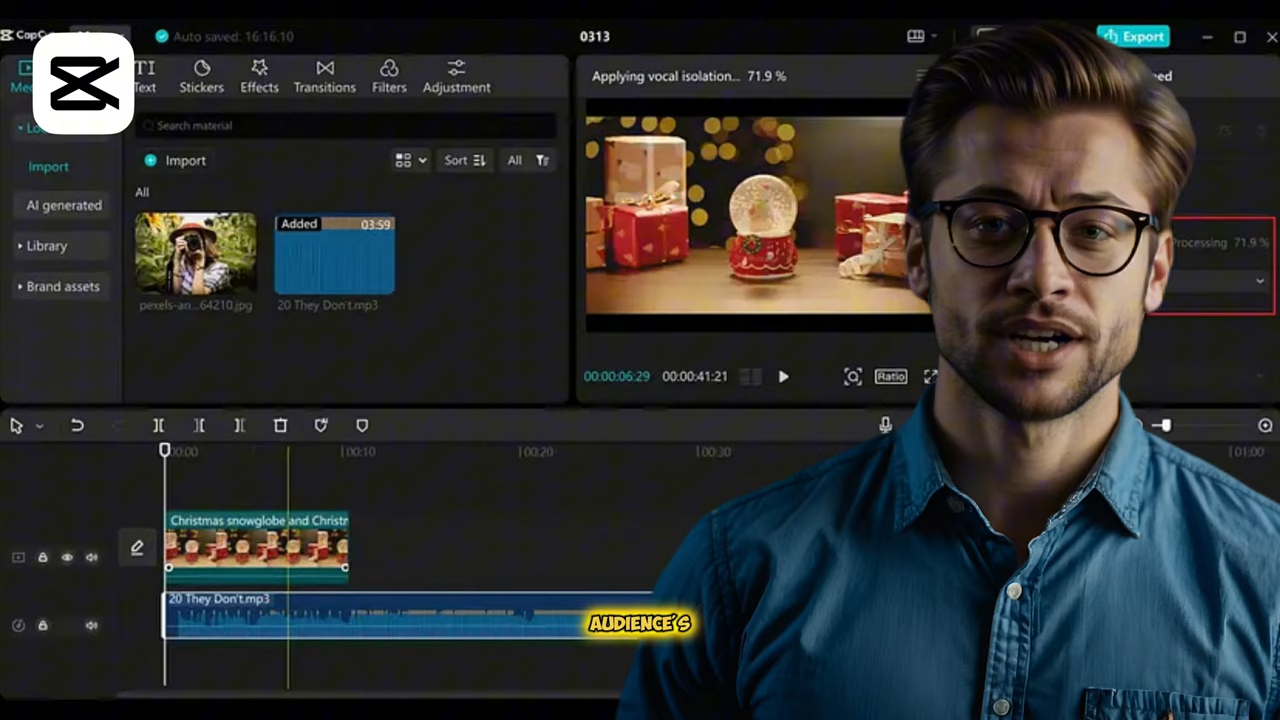 CapCut
Auto saved: 16:16:10
0313
Export
Text
Stickers
Effects
Transitions
Filters
Adjustment
Applying vocal isolation... 71.9 %
Search material
Import
Import
Sort
All
AI generated
Library
Brand assets
All
Added
03:59
pexels-an...64210.jpg
20 They Don't.mp3
Processing 71.9 %
00:00:06:29
00:00:41:21
Ratio
00:00
00:10
00:20
00:30
01:00
Christmas snowglobe and Christr
20 They Don't.mp3
AUDIENCE'S